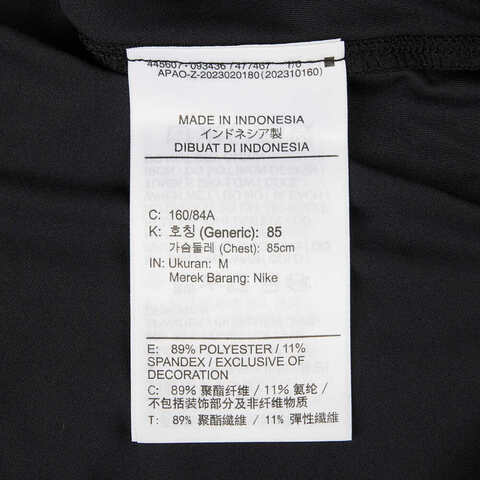 445607-093436 / 477467 1/6
APAO-Z-2023020180 (202310160)
MADE IN INDONESIA
インドネシア製
DIBUAT DI INDONESIA
C: 160/84A
K: 호칭 (Generic): 85
가슴둘레 (Chest): 85cm
IN: Ukuran: M
Merek Barang: Nike
E: 89% POLYESTER / 11%
SPANDEX / EXCLUSIVE OF
DECORATION
C: 89% 聚酯纤维 / 11% 氨纶 /
不包括装饰部分及非纤维部分
T: 89% 聚酯纖維 / 11% 彈性纖維